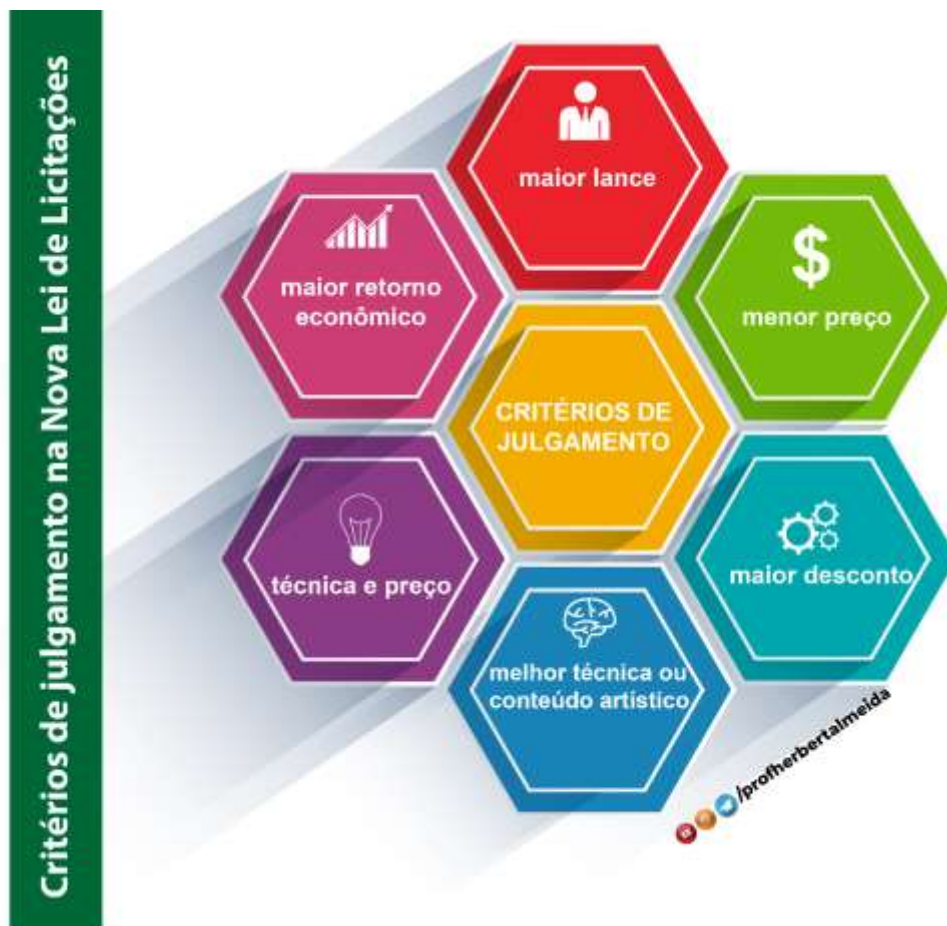 Critérios de julgamento na Nova Lei de Licitações
maior lance
maior retorno
econômico
$
menor preço
CRITÉRIOS DE
JULGAMENTO
técnica e preço
maior desconto
melhor técnica ou
conteúdo artístico
/profherbertalmeida